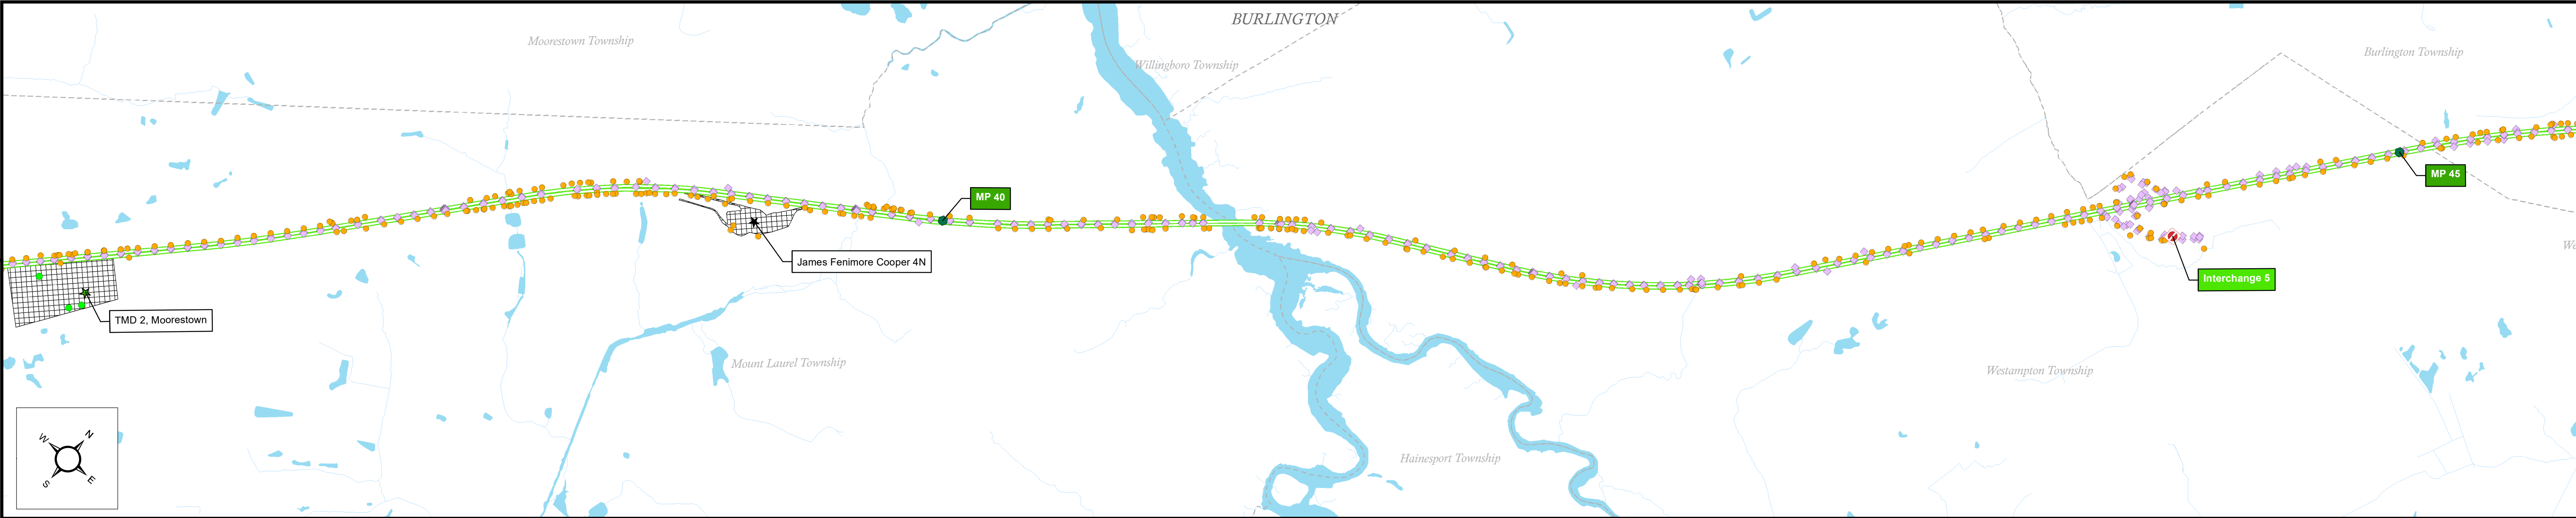 BURLINGTON
Moorestown Township
Willingboro Township
Burlington Township
MP 45
MP 40
James Fenimore Cooper 4N
Interchange 5
TMD 2, Moorestown
Mount Laurel Township
Westampton Township
Hainesport Township
W
N
S
E